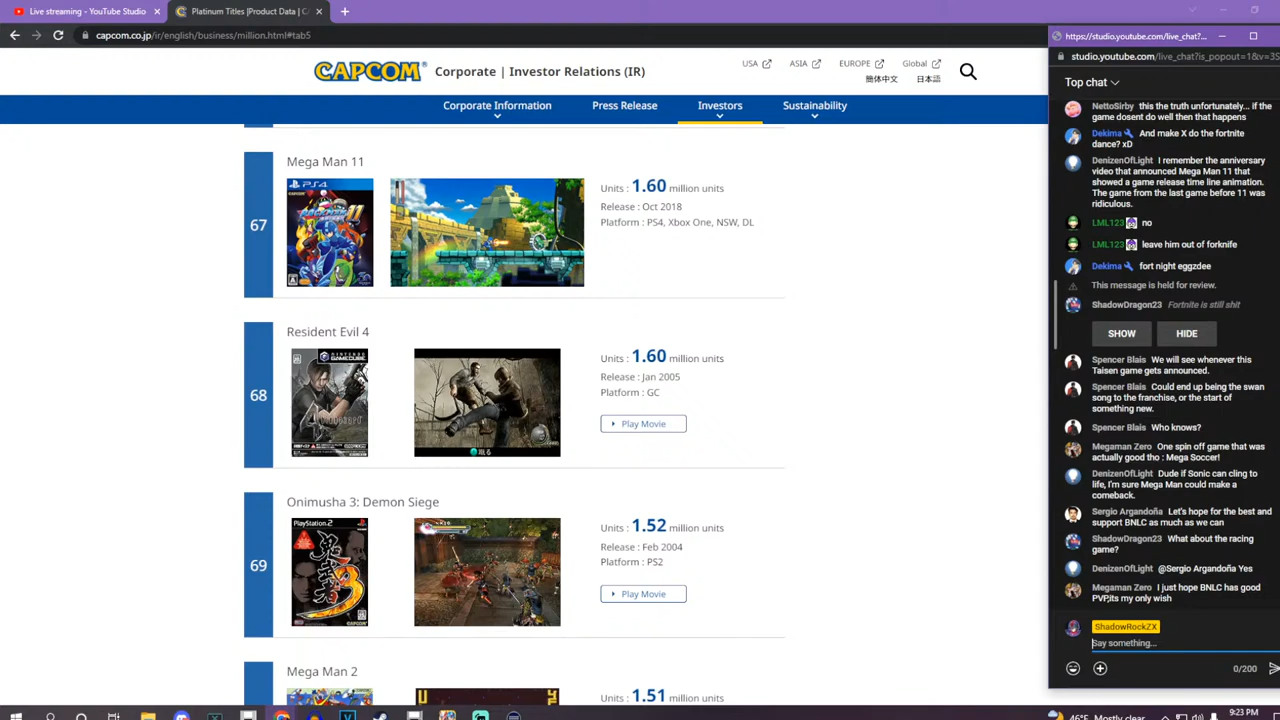 Live streaming - YouTube Studio
Platinum Titles |Product Data | C
capcom.co.jp/ir/english/business/million.html#tab5
CAPCOM Corporate | Investor Relations (IR)
USA ASIA EUROPE Global
简体中文 日本語
Corporate Information Press Release Investors Sustainability
67
Mega Man 11
Units : 1.60 million units
Release : Oct 2018
Platform : PS4, Xbox One, NSW, DL
68
Resident Evil 4
Units : 1.60 million units
Release : Jan 2005
Platform : GC
Play Movie
69
Onimusha 3: Demon Siege
PlayStation.2
鬼武者
3
CAPCOM
Units : 1.52 million units
Release : Feb 2004
Platform : PS2
Play Movie
Mega Man 2
Units : 1.51 million units
https://studio.youtube.com/live_chat?...
studio.youtube.com/live_chat?is_popout=1&v=3S
Top chat
NettoSirby this the truth unfortunately... if the
game dosent do well then that happens
Dekima And make X do the fortnite
dance? xD
DenizenOfLight I remember the anniversary
video that announced Mega Man 11 that
showed a game release time line animation.
The game from the last game before 11 was
ridiculous.
LML123 no
LML123 leave him out of forknife
Dekima fort night eggzdee
This message is held for review.
ShadowDragon23 Fortnite is still shit
SHOW HIDE
Spencer Blais We will see whenever this
Taisen game gets announced.
Spencer Blais Could end up being the swan
song to the franchise, or the start of
something new.
Spencer Blais Who knows?
Megaman Zero One spin off game that was
actually good tho : Mega Soccer!
DenizenOfLight Dude if Sonic can cling to
life, I'm sure Mega Man could make a
comeback.
Sergio Argandoña Let's hope for the best and
support BNLC as much as we can
ShadowDragon23 What about the racing
game?
DenizenOfLight @Sergio Argandoña Yes
Megaman Zero I just hope BNLC has good
PVP,its my only wish
ShadowRockZX
Say something...
0/200
46°F Mostly clear
9:23 PM